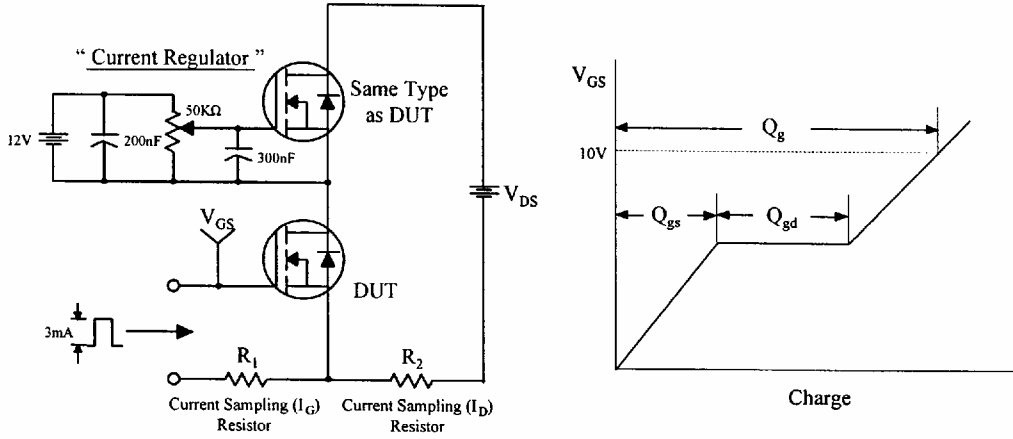 “ Current Regulator ”
50KΩ
12V
200nF
300nF
Same Type
as DUT
V_DS
V_GS
DUT
3mA
R_1
R_2
Current Sampling (I_G)
Resistor
Current Sampling (I_D)
Resistor
V_GS
Q_g
10V
Q_gs
Q_gd
Charge